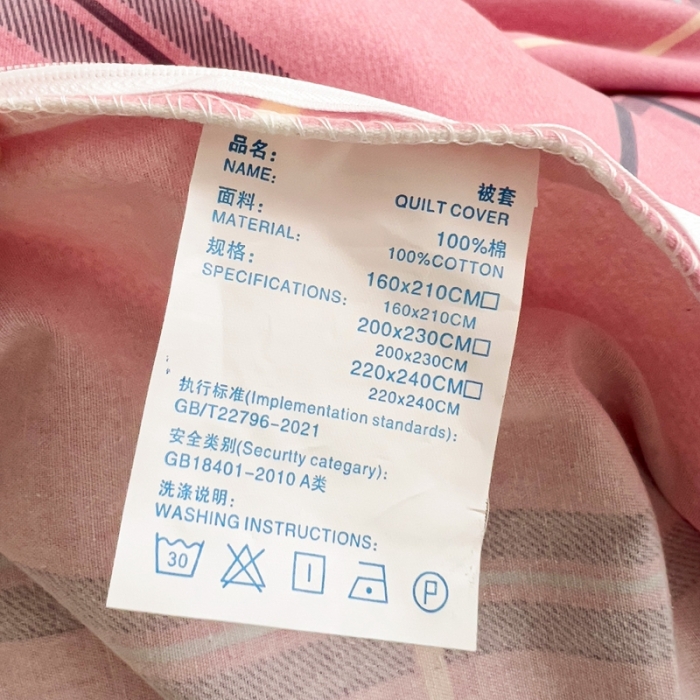 品名:
NAME:
被套
QUILT COVER
面料:
MATERIAL:
100%棉
100%COTTON
规格:
SPECIFICATIONS:
160x210CM□
160x210CM
200x230CM□
200x230CM
220x240CM□
220x240CM
执行标准(Implementation standards):
GB/T22796-2021
安全类别(Securlty categary):
GB18401-2010 A类
洗涤说明:
WASHING INSTRUCTIONS:
30
P